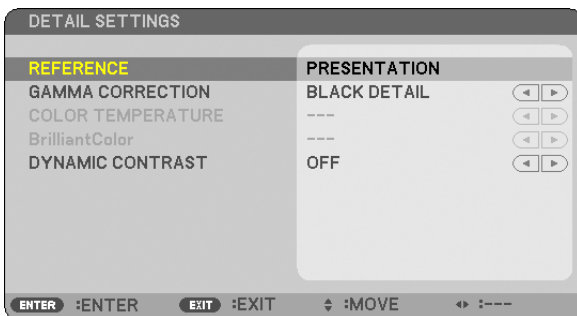 DETAIL SETTINGS
REFERENCE PRESENTATION
GAMMA CORRECTION BLACK DETAIL
COLOR TEMPERATURE ---
BrilliantColor ---
DYNAMIC CONTRAST OFF
ENTER :ENTER EXIT :EXIT :MOVE :---